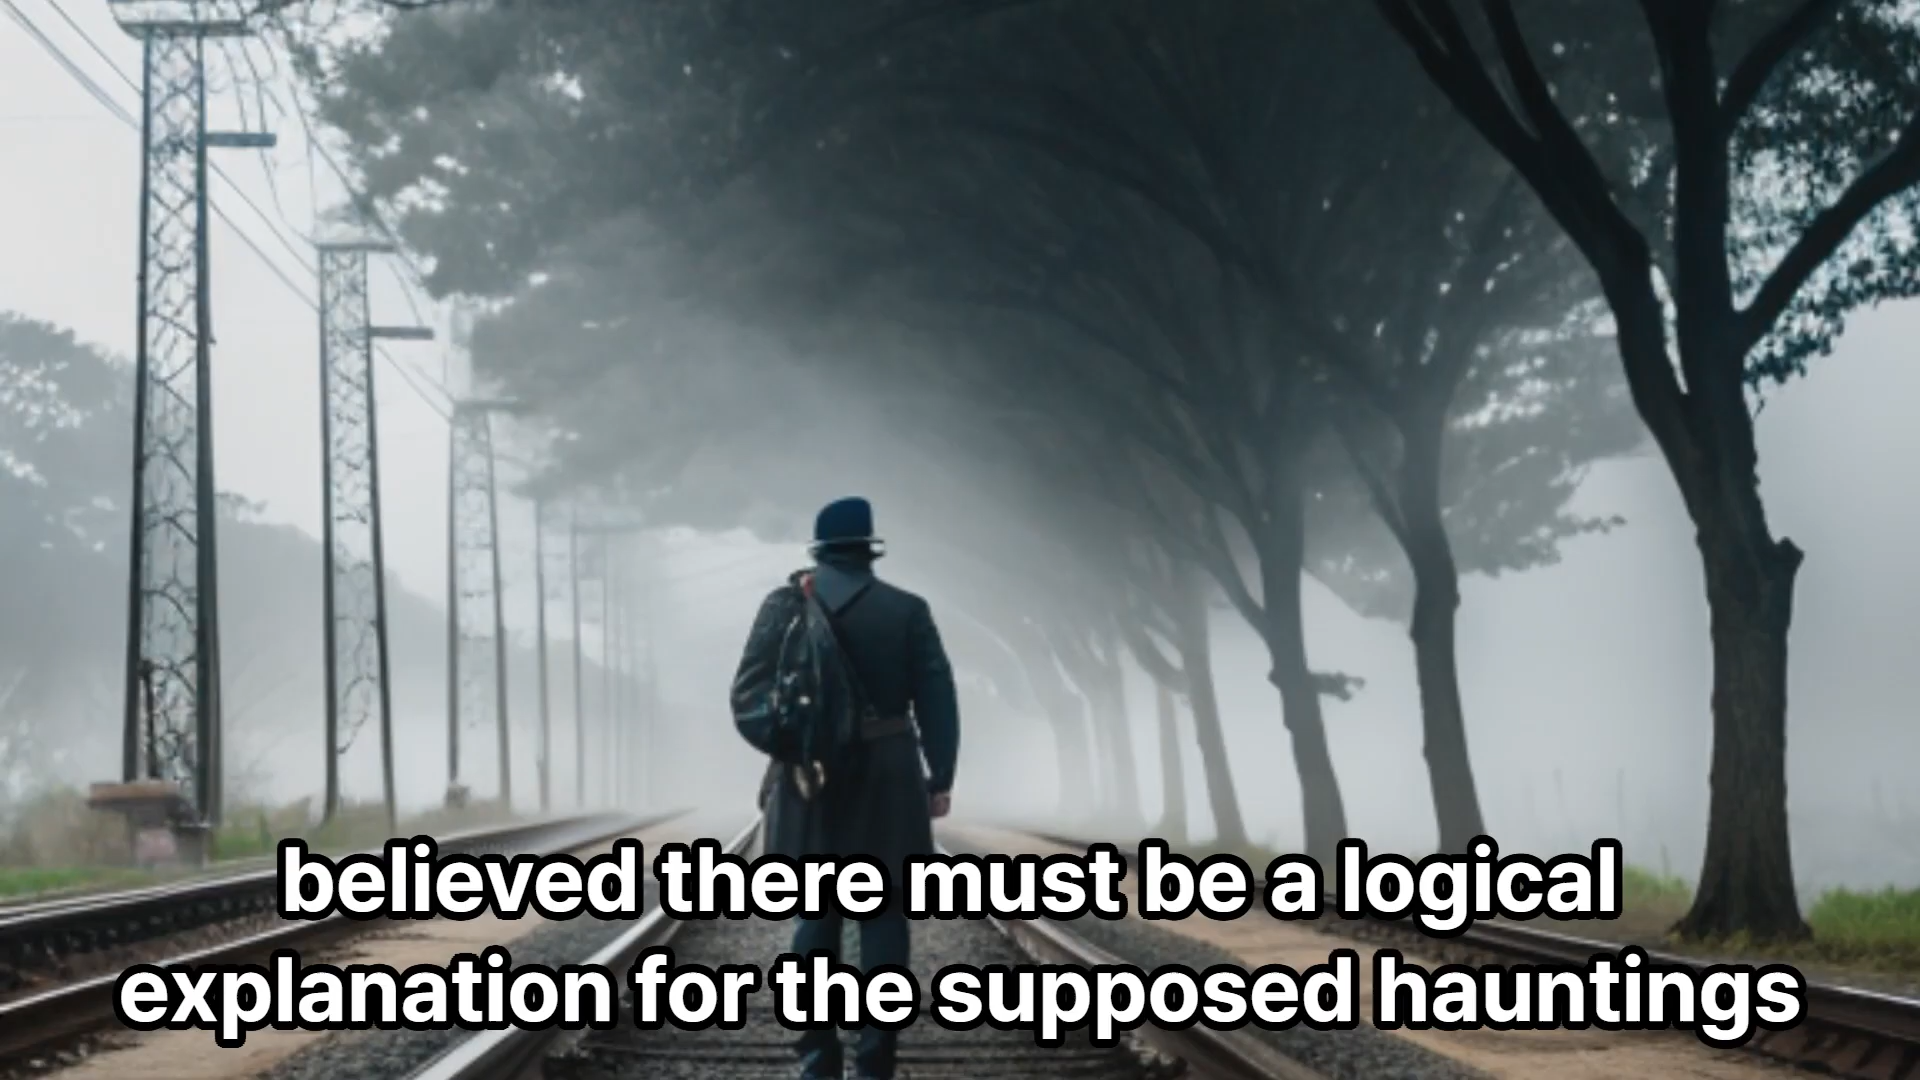 believed there must be a logical
explanation for the supposed hauntings